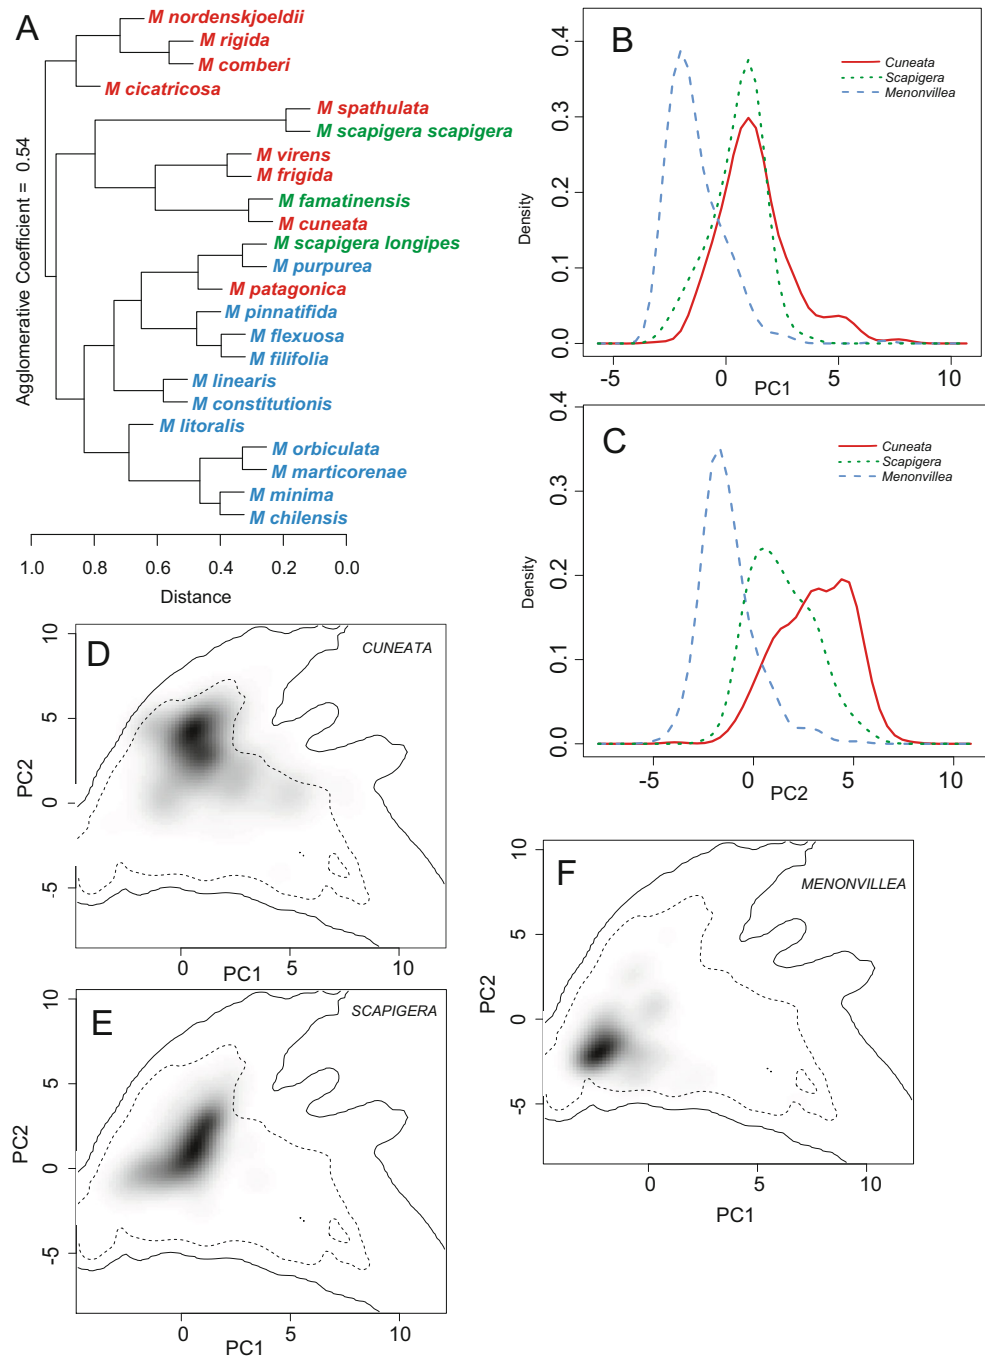 A
Agglomerative Coefficient = 0.54
M nordenskjoeldii
M rigida
M comberi
M cicatricosa
M spathulata
M scapigera scapigera
M virens
M frigida
M famatinensis
M cuneata
M scapigera longipes
M purpurea
M patagonica
M pinnatifida
M flexuosa
M filifolia
M linearis
M constitutionis
M litoralis
M orbiculata
M marticorenae
M minima
M chilensis
1.0 0.8 0.6 0.4 0.2 0.0
Distance
B
Density
0.4
0.3
0.2
0.1
0.0
Cuneata
Scapigera
Menonvillea
-5 0 5 10
PC1
C
Density
0.4
0.3
0.2
0.1
0.0
Cuneata
Scapigera
Menonvillea
-5 0 5 10
PC2
D
CUNEATA
PC2
10
5
0
-5
0 5 10
PC1
E
SCAPIGERA
PC2
10
5
0
-5
0 5 10
PC1
F
MENONVILLEA
PC2
10
5
0
-5
0 5 10
PC1